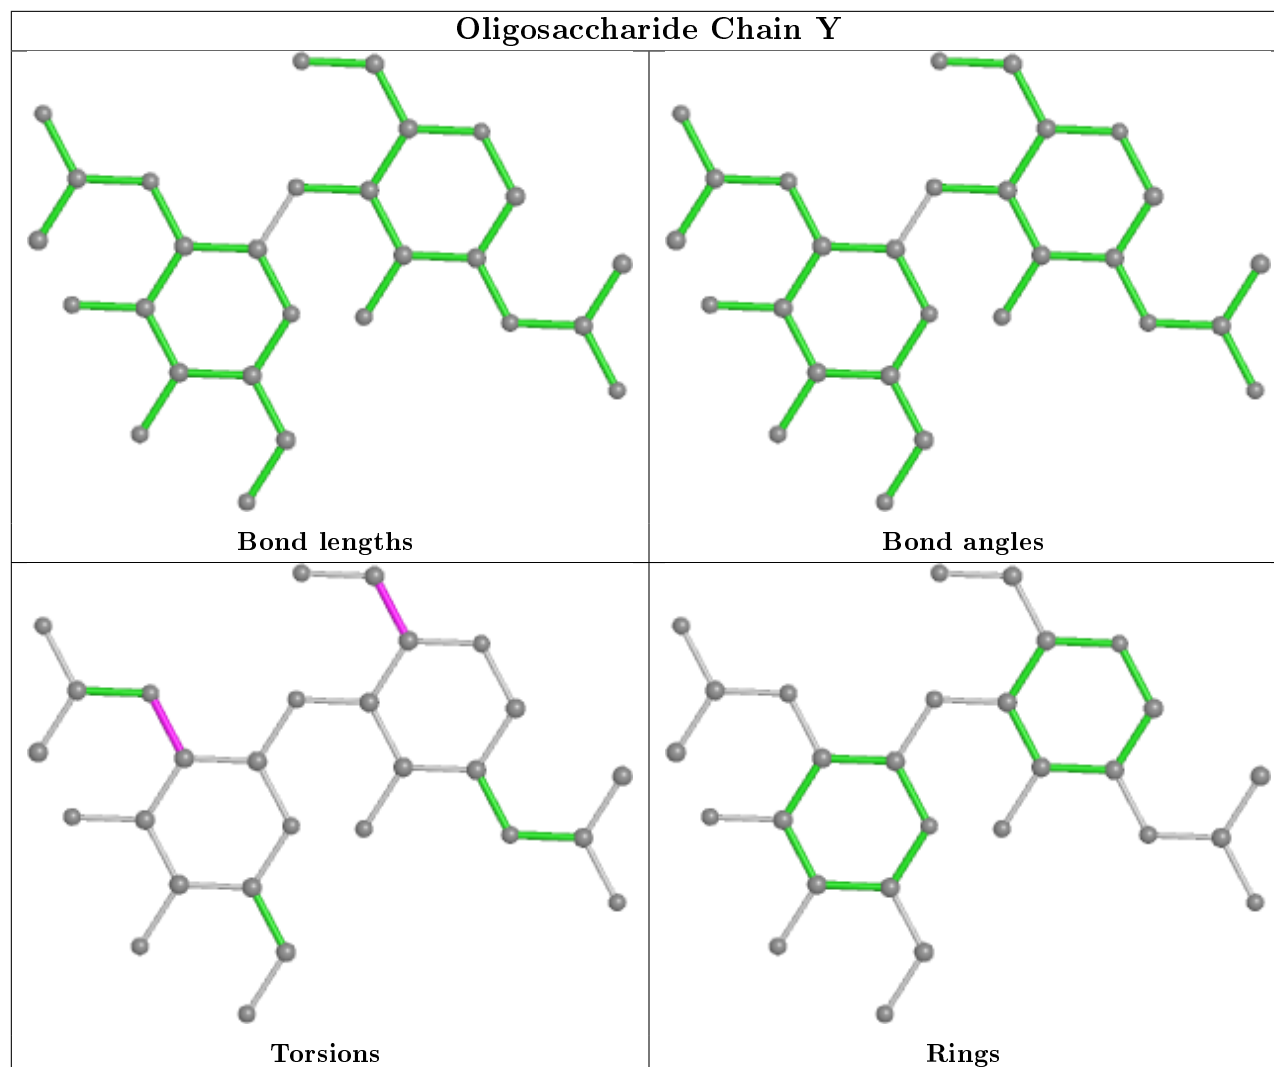 Oligosaccharide Chain Y
Bond lengths
Bond angles
Torsions
Rings